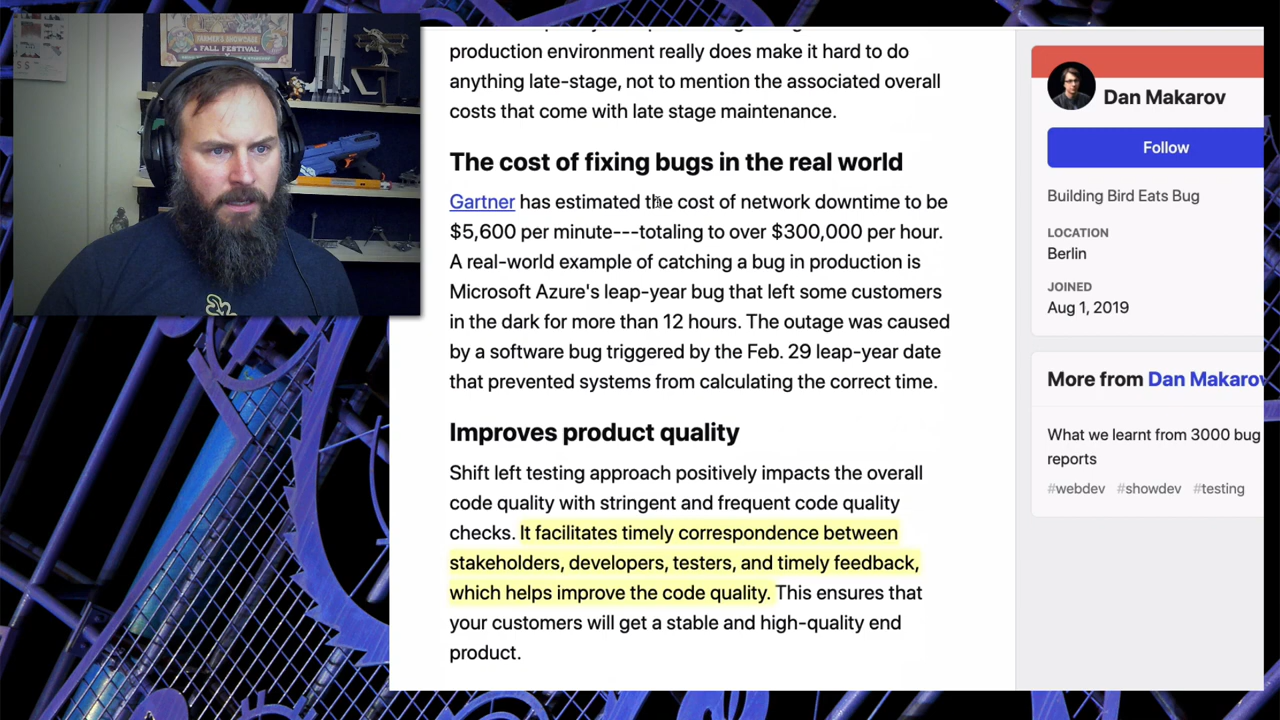 FARMER'S SHOWCASE
& FALL FESTIVAL
production environment really does make it hard to do
anything late-stage, not to mention the associated overall
costs that come with late stage maintenance.
The cost of fixing bugs in the real world
Gartner has estimated the cost of network downtime to be
$5,600 per minute---totaling to over $300,000 per hour.
A real-world example of catching a bug in production is
Microsoft Azure's leap-year bug that left some customers
in the dark for more than 12 hours. The outage was caused
by a software bug triggered by the Feb. 29 leap-year date
that prevented systems from calculating the correct time.
Improves product quality
Shift left testing approach positively impacts the overall
code quality with stringent and frequent code quality
checks. It facilitates timely correspondence between
stakeholders, developers, testers, and timely feedback,
which helps improve the code quality. This ensures that
your customers will get a stable and high-quality end
product.
Dan Makarov
Follow
Building Bird Eats Bug
LOCATION
Berlin
JOINED
Aug 1, 2019
More from Dan Makarov
What we learnt from 3000 bug
reports
#webdev #showdev #testing